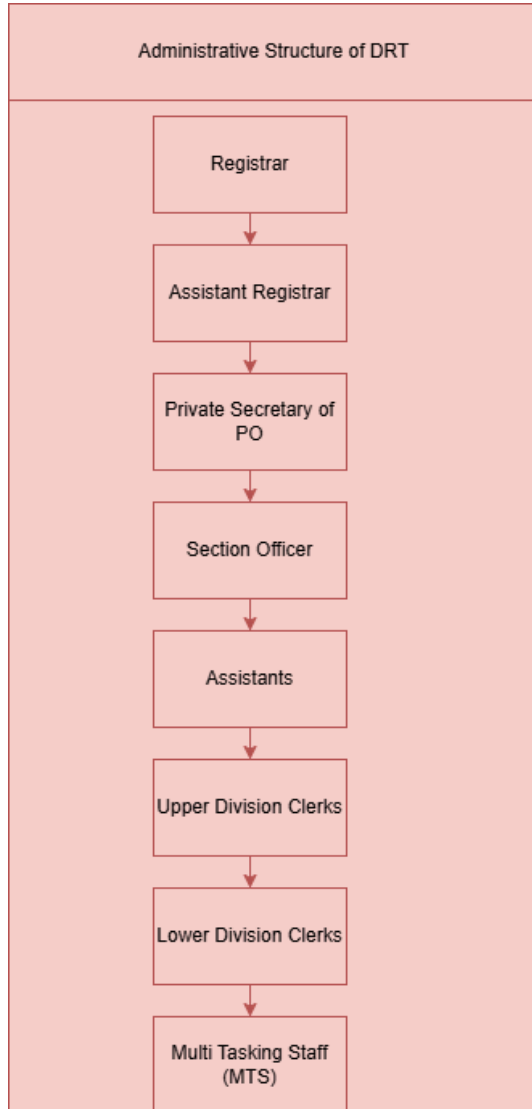 Administrative Structure of DRT
Registrar
Assistant Registrar
Private Secretary of
PO
Section Officer
Assistants
Upper Division Clerks
Lower Division Clerks
Multi Tasking Staff
(MTS)